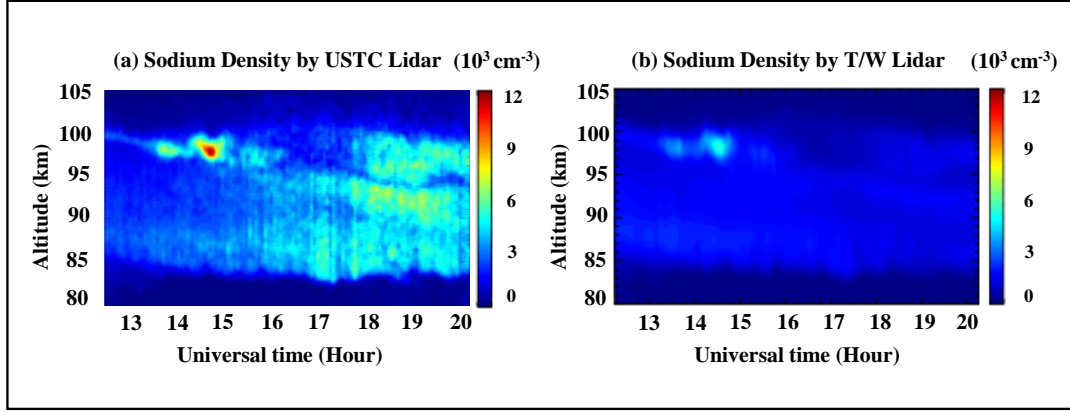 (a) Sodium Density by USTC Lidar (10³ cm⁻³)
105
100
95
90
85
80
Altitude (km)
13 14 15 16 17 18 19 20
Universal time (Hour)
12
9
6
3
0
(b) Sodium Density by T/W Lidar (10³ cm⁻³)
105
100
95
90
85
80
Altitude (km)
13 14 15 16 17 18 19 20
Universal time (Hour)
12
9
6
3
0